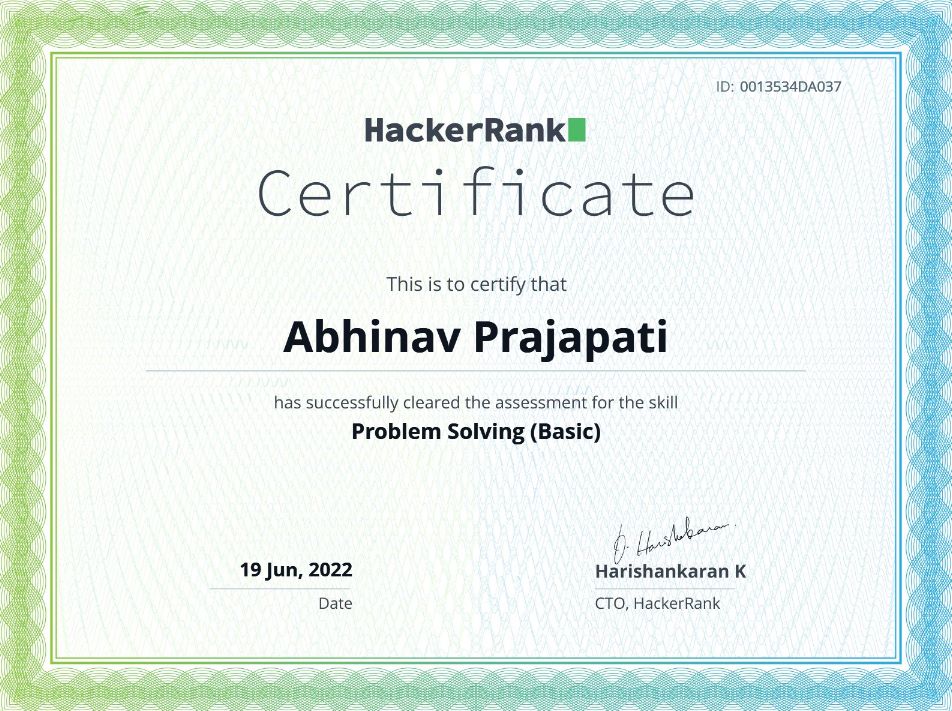 ID: 0013534DA037
HackerRank
Certificate
This is to certify that
Abhinav Prajapati
has successfully cleared the assessment for the skill
Problem Solving (Basic)
19 Jun, 2022
Date
Harishankaran K
CTO, HackerRank